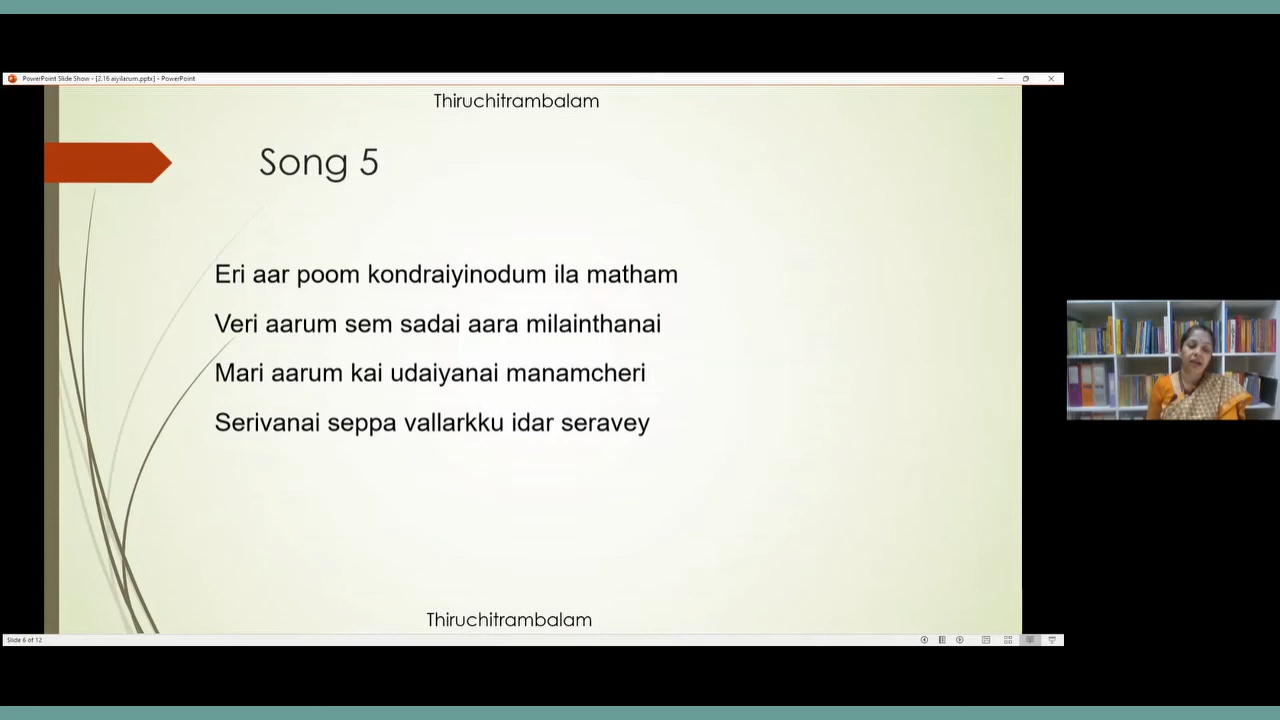 PowerPoint Slide Show - [2.16 aiyilarum.pptx] - PowerPoint
Thiruchitrambalam
Song 5
Eri aar poom kondraiyinodum ila matham
Veri aarum sem sadai aara milainthanai
Mari aarum kai udaiyanai manamcheri
Serivanai seppa vallarkku idar seravey
Thiruchitrambalam
Slide 6 of 12